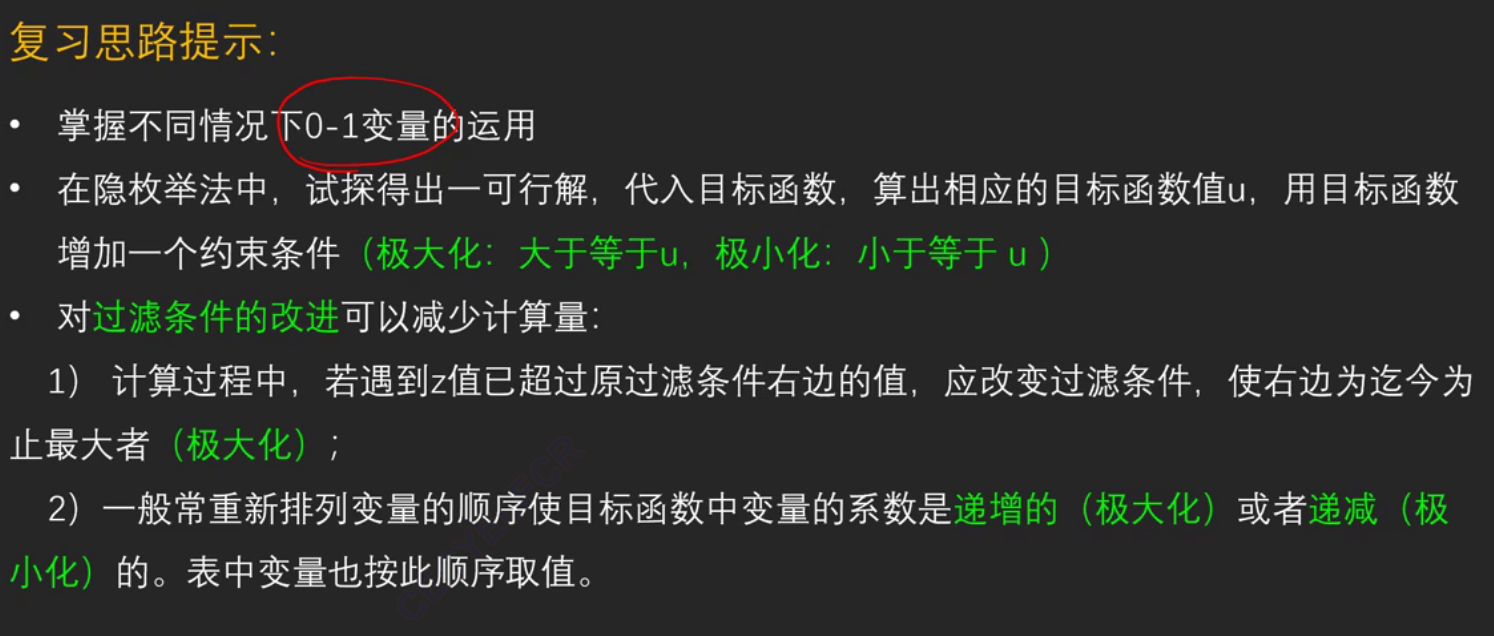 复习思路提示：
• 掌握不同情况下0-1变量的运用
• 在隐枚举法中，试探得出一可行解，代入目标函数，算出相应的目标函数值u，用目标函数
增加一个约束条件（极大化：大于等于u，极小化：小于等于 u ）
• 对过滤条件的改进可以减少计算量：
1） 计算过程中，若遇到z值已超过原过滤条件右边的值，应改变过滤条件，使右边为迄今为
止最大者（极大化）；
2）一般常重新排列变量的顺序使目标函数中变量的系数是递增的（极大化）或者递减（极
小化）的。表中变量也按此顺序取值。